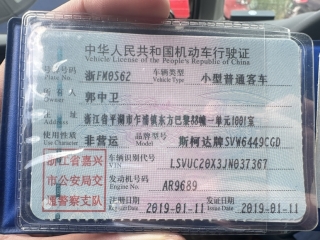 中华人民共和国机动车行驶证
Vehicle License of the People's Republic of China
号牌号码 浙FM0S62 车辆类型 小型普通客车
Plate No. Vehicle Type
所有人 郭中卫
Owner
住址 浙江省平湖市乍浦镇东方巴黎 一单元1001室
Address
使用性质 非营运 品牌型号 斯柯达牌SVW6449CGD
Use Character Model
浙江省嘉兴市公安局交通警察支队
车辆识别代号 LSVUC20X3JN037367
VIN
发动机号码 AR9689
Engine No.
注册日期 2019-01-11 发证日期 2019-01-11
Register Date Issue Date